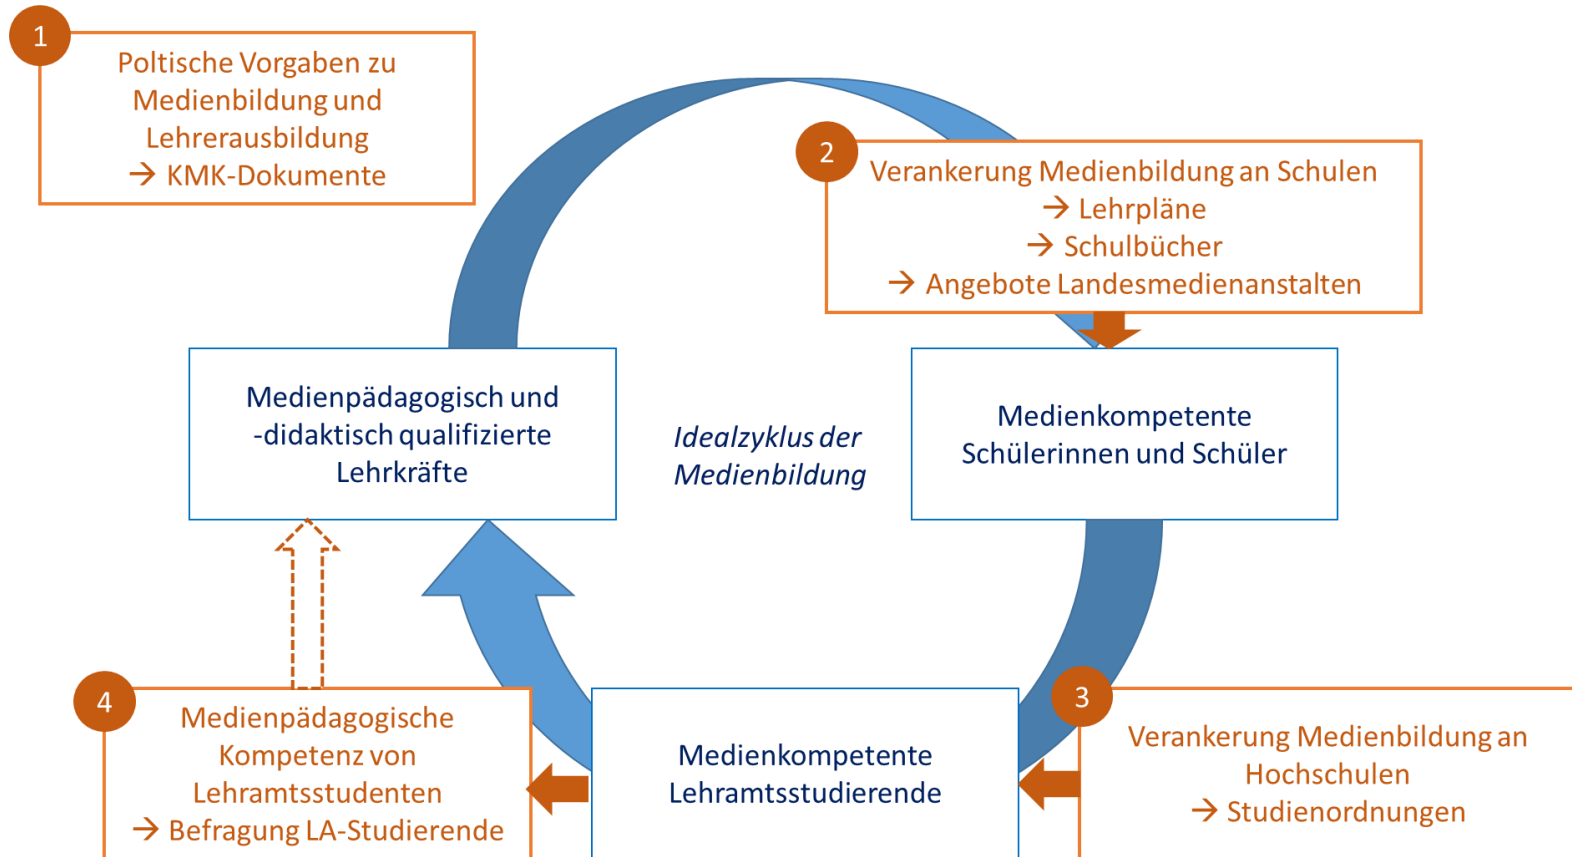 1
Poltische Vorgaben zu
Medienbildung und
Lehrerausbildung
→ KMK-Dokumente
2
Verankerung Medienbildung an Schulen
→ Lehrpläne
→ Schulbücher
→ Angebote Landesmedienanstalten
Medienpädagogisch und
-didaktisch qualifizierte
Lehrkräfte
Idealzyklus der
Medienbildung
Medienkompetente
Schülerinnen und Schüler
4
Medienpädagogische
Kompetenz von
Lehramtsstudenten
→ Befragung LA-Studierende
Medienkompetente
Lehramtsstudierende
3
Verankerung Medienbildung an
Hochschulen
→ Studienordnungen